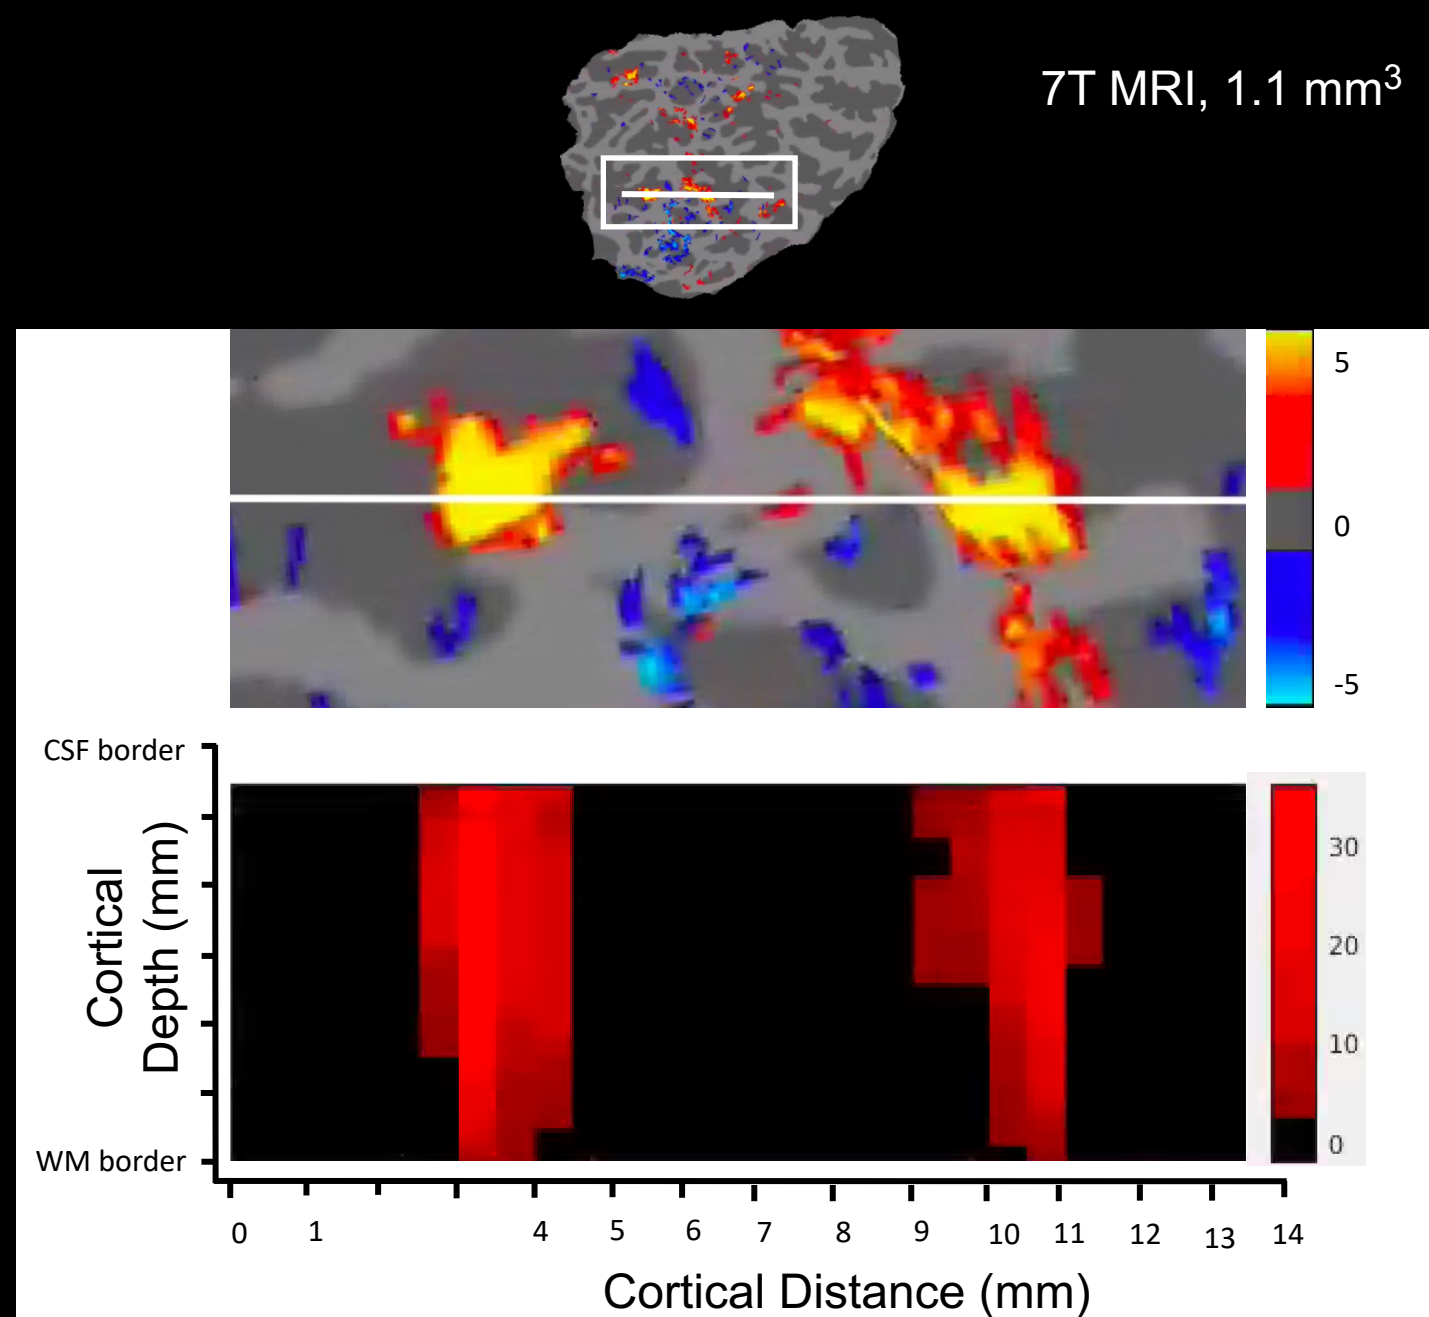 7T MRI, 1.1 mm³
5
0
-5
CSF border
Cortical
Depth (mm)
WM border
30
20
10
0
0 1 4 5 6 7 8 9 10 11 12 13 14
Cortical Distance (mm)